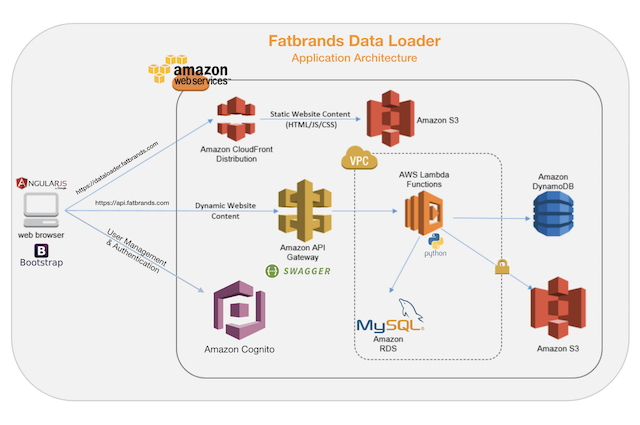 Fatbrands Data Loader
Application Architecture
amazon
web services™
Static Website Content
(HTML/JS/CSS)
Amazon S3
Amazon CloudFront
Distribution
https://dataloader.fatbrands.com
VPC
AWS Lambda
Functions
Amazon
DynamoDB
ANGULARJS
https://api.fatbrands.com
Dynamic Website
Content
web browser
B
Bootstrap
User Management
& Authentication
Amazon API
Gateway
{...} SWAGGER
python
Amazon Cognito
MySQL®
Amazon
RDS
Amazon S3